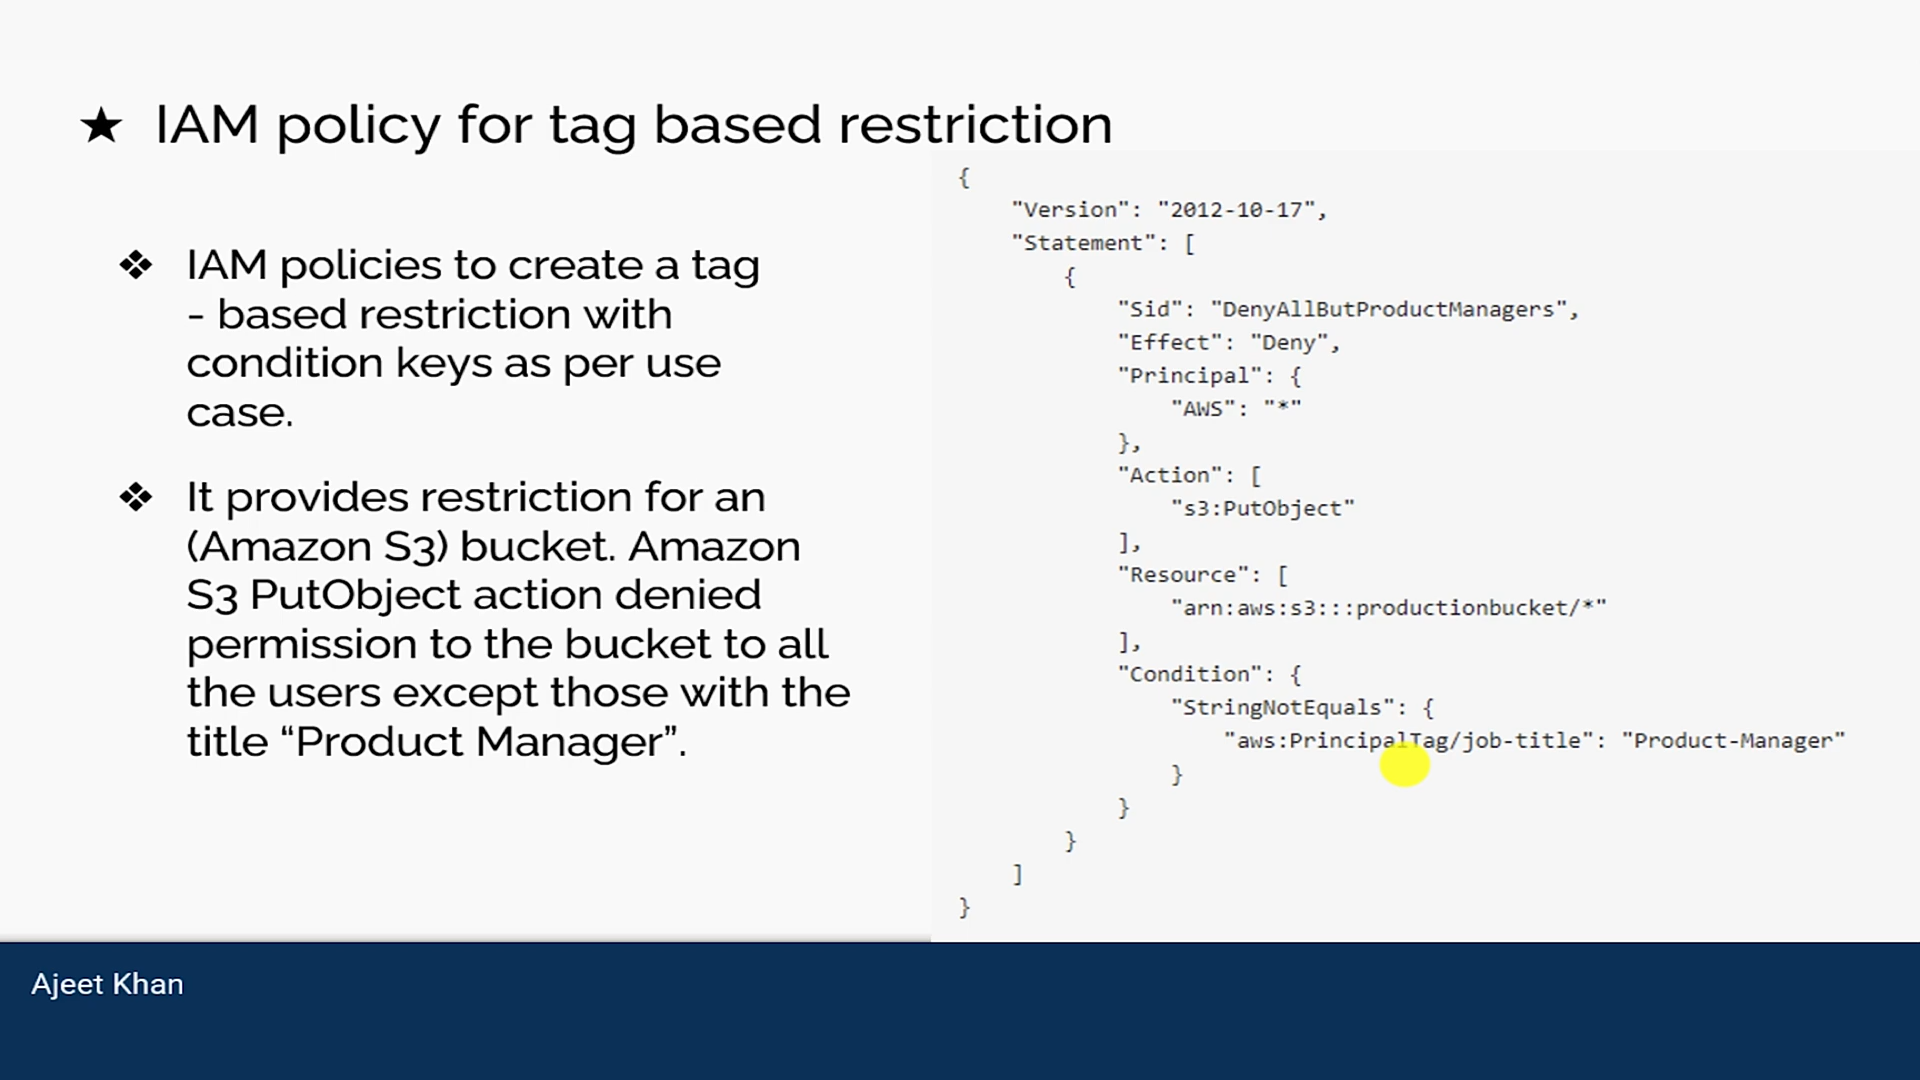 ★ IAM policy for tag based restriction
❖ IAM policies to create a tag
- based restriction with
condition keys as per use
case.
❖ It provides restriction for an
(Amazon S3) bucket. Amazon
S3 PutObject action denied
permission to the bucket to all
the users except those with the
title “Product Manager”.
{
    "Version": "2012-10-17",
    "Statement": [
        {
            "Sid": "DenyAllButProductManagers",
            "Effect": "Deny",
            "Principal": {
                "AWS": "*"
            },
            "Action": [
                "s3:PutObject"
            ],
            "Resource": [
                "arn:aws:s3:::productionbucket/*"
            ],
            "Condition": {
                "StringNotEquals": {
                    "aws:PrincipalTag/job-title": "Product-Manager"
                }
            }
        }
    ]
}
Ajeet Khan